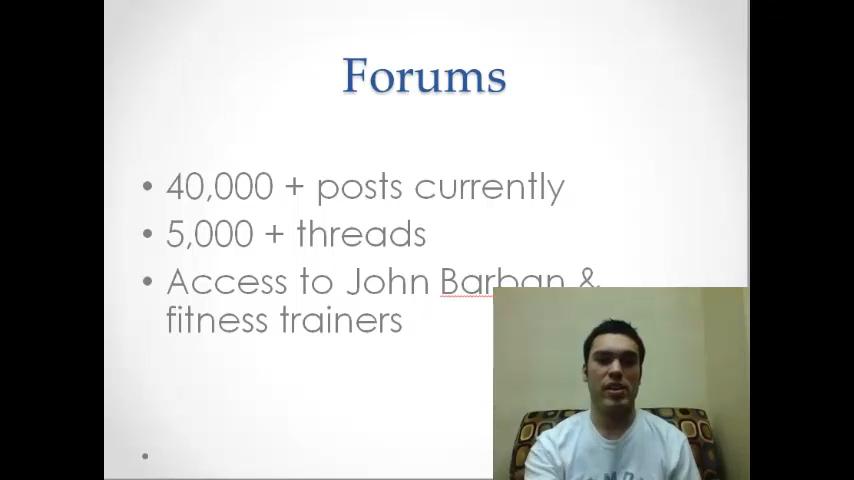 Forums
• 40,000 + posts currently
• 5,000 + threads
• Access to John Barban &
fitness trainers
•